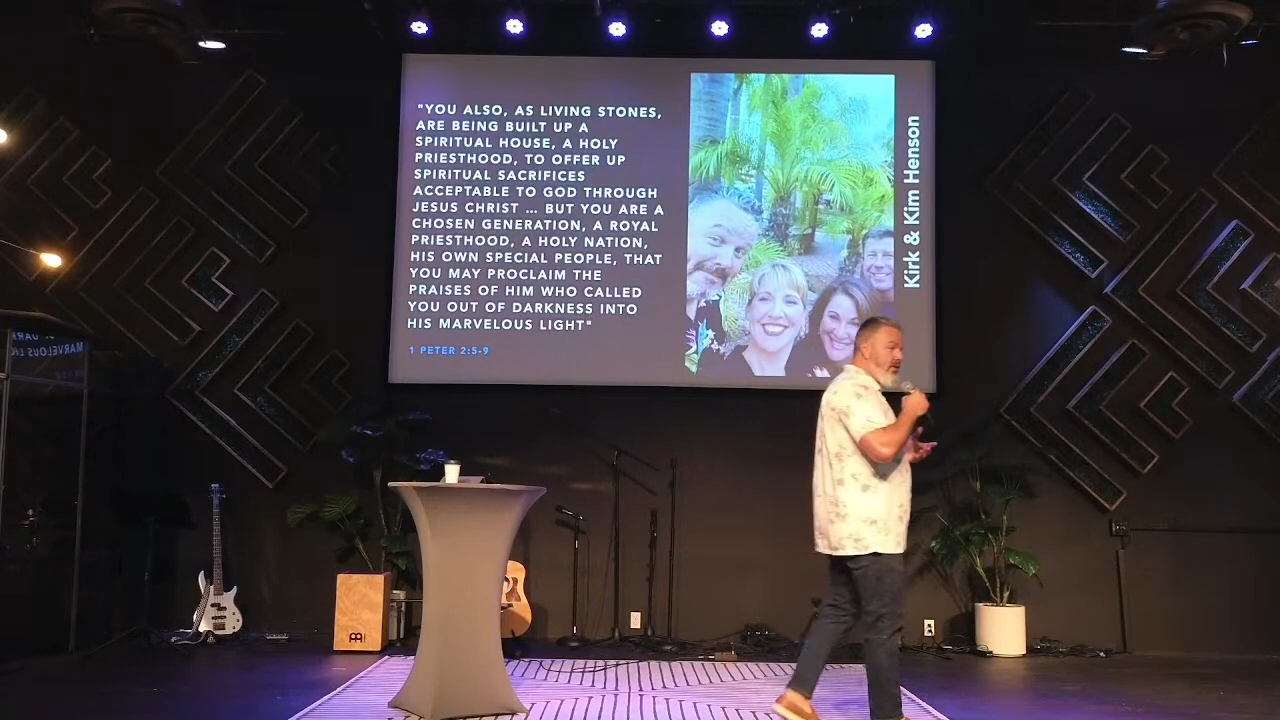 "YOU ALSO, AS LIVING STONES,
ARE BEING BUILT UP A
SPIRITUAL HOUSE, A HOLY
PRIESTHOOD, TO OFFER UP
SPIRITUAL SACRIFICES
ACCEPTABLE TO GOD THROUGH
JESUS CHRIST ... BUT YOU ARE A
CHOSEN GENERATION, A ROYAL
PRIESTHOOD, A HOLY NATION,
HIS OWN SPECIAL PEOPLE, THAT
YOU MAY PROCLAIM THE
PRAISES OF HIM WHO CALLED
YOU OUT OF DARKNESS INTO
HIS MARVELOUS LIGHT"
1 PETER 2:5-9
Kirk & Kim Henson